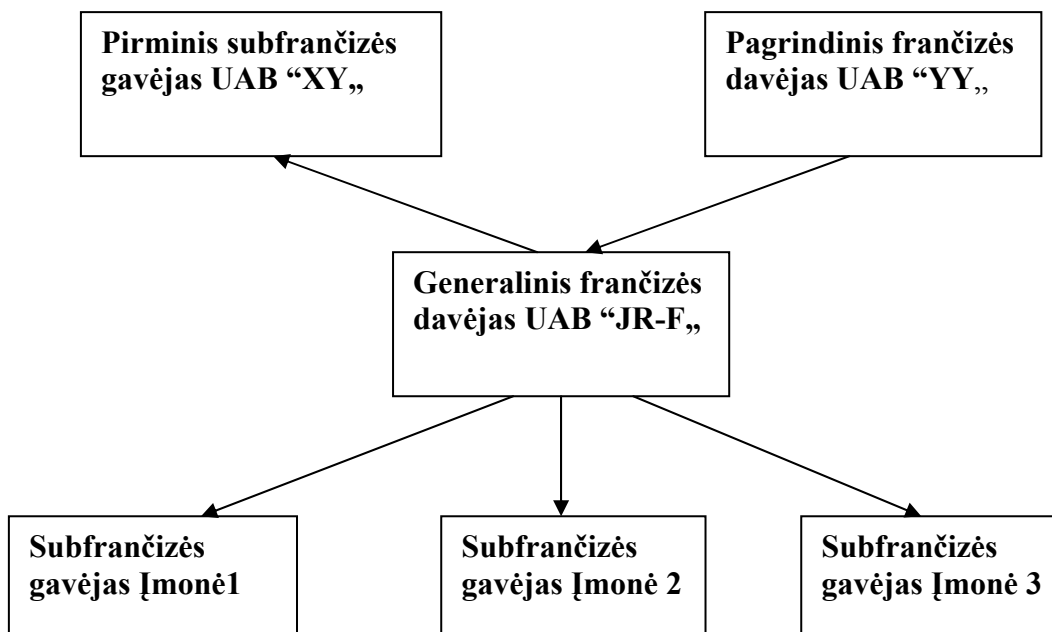 Pirminis subfrančizės
gavėjas UAB “XY„
Pagrindinis frančizės
davėjas UAB “YY„
Generalinis frančizės
davėjas UAB “JR-F„
Subfrančizės
gavėjas Įmonė1
Subfrančizės
gavėjas Įmonė 2
Subfrančizės
gavėjas Įmonė 3